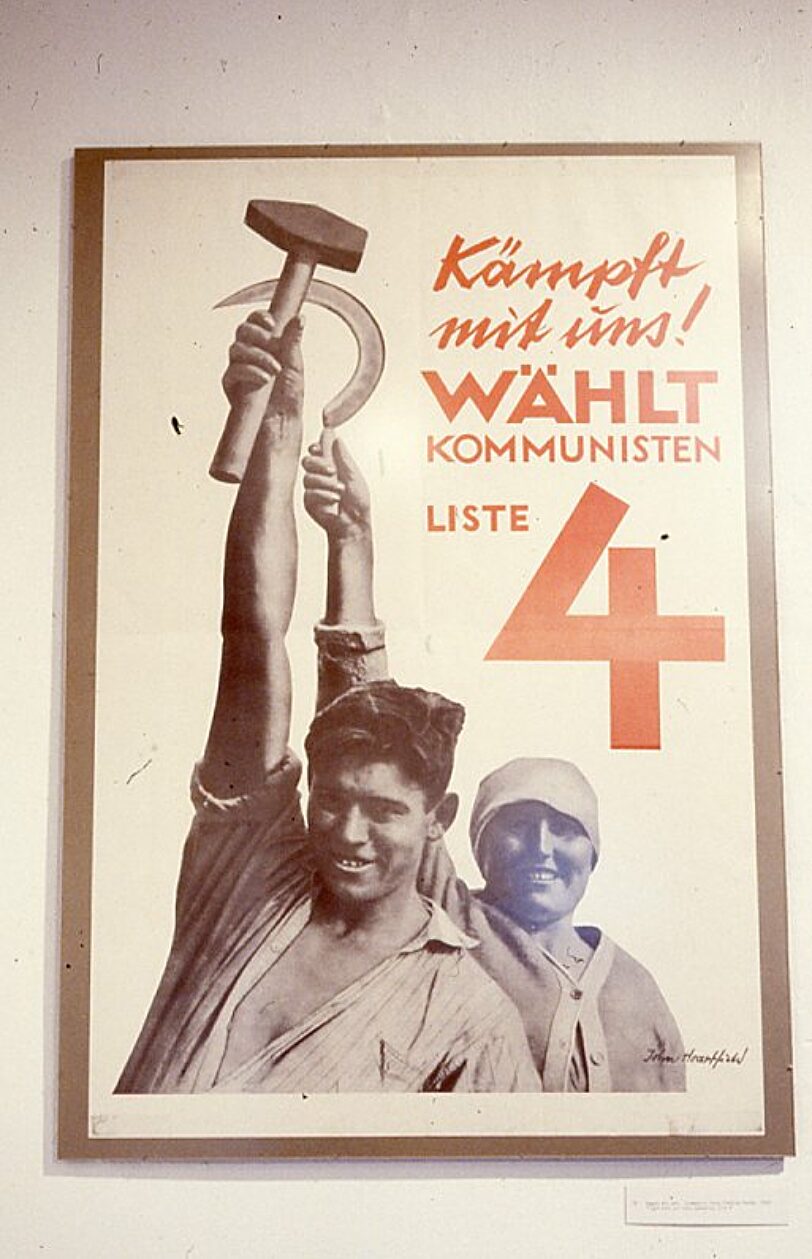 Kämpft
mit uns!
WÄHLT
KOMMUNISTEN
LISTE 4
John Heartfield